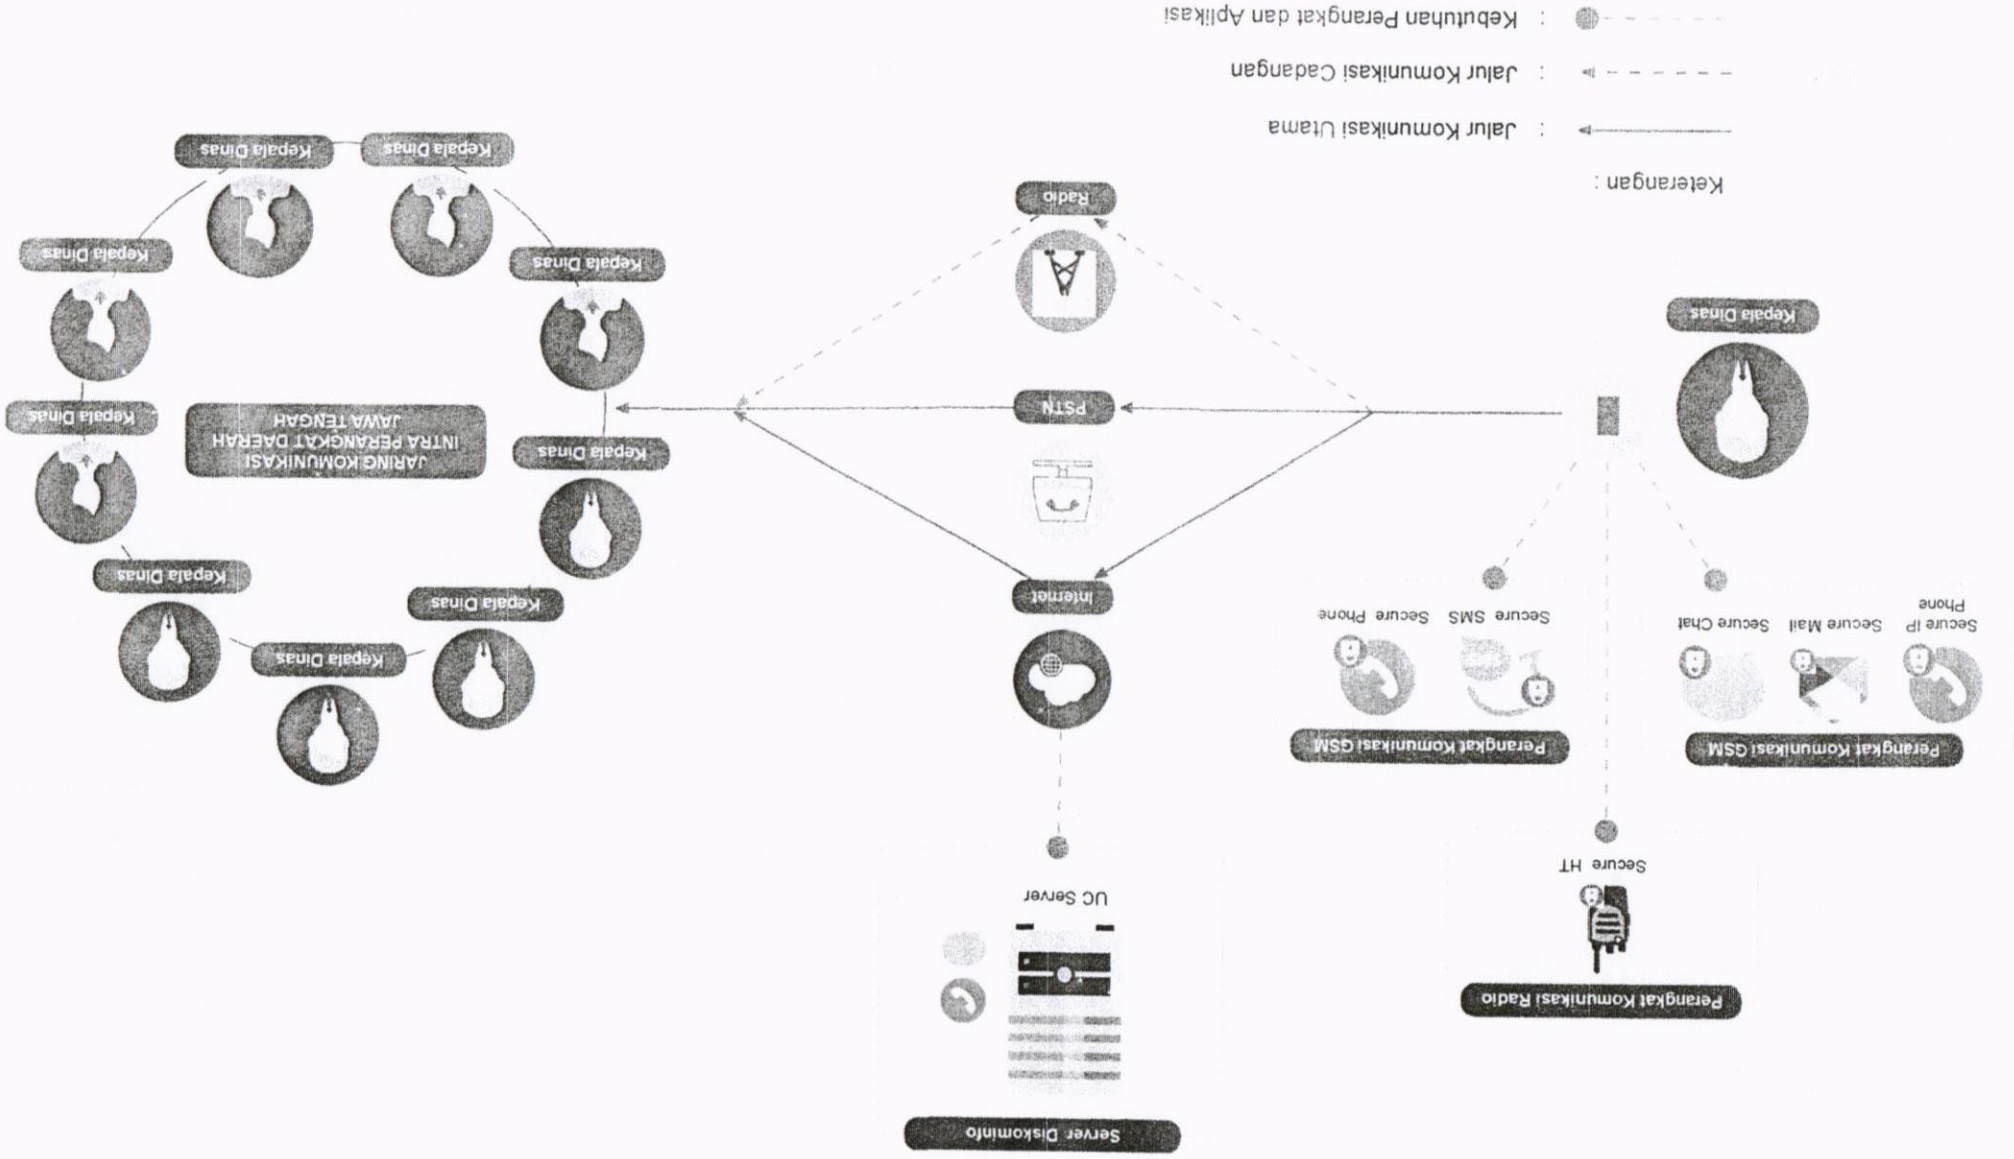 Server Diskominfo
UC Server
Perangkat Komunikasi Radio
Secure HT
Perangkat Komunikasi GSM
Secure IP
Phone
Secure Mail
Secure Chat
Perangkat Komunikasi GSM
Secure SMS
Secure Phone
Kepala Dinas
Internet
PSTN
Radio
Kepala Dinas
Kepala Dinas
Kepala Dinas
Kepala Dinas
Kepala Dinas
JARING KOMUNIKASI
INTRA PERANGKAT DAERAH
JAWA TENGAH
Kepala Dinas
Kepala Dinas
Kepala Dinas
Kepala Dinas
Kepala Dinas
Keterangan :
: Jalur Komunikasi Utama
: Jalur Komunikasi Cadangan
: Kebutuhan Perangkat dan Aplikasi